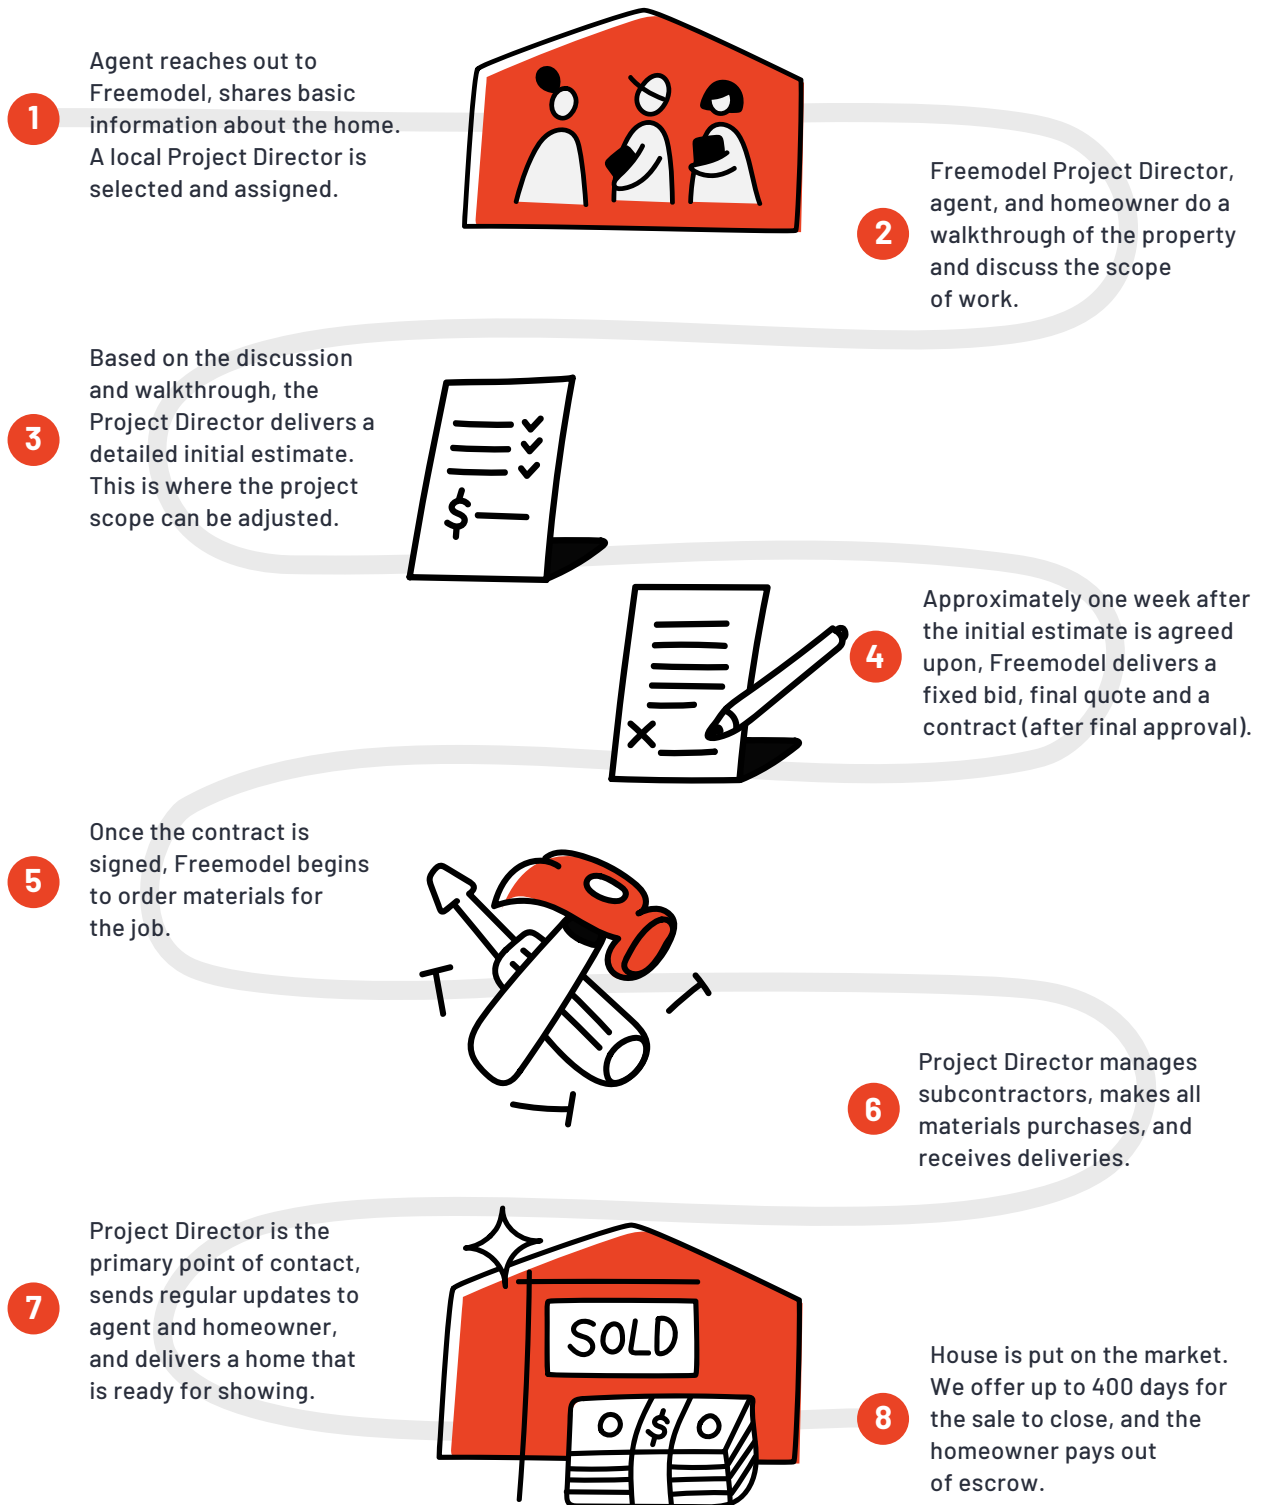 1
Agent reaches out to
Freemodel, shares basic
information about the home.
A local Project Director is
selected and assigned.
2
Freemodel Project Director,
agent, and homeowner do a
walkthrough of the property
and discuss the scope
of work.
3
Based on the discussion
and walkthrough, the
Project Director delivers a
detailed initial estimate.
This is where the project
scope can be adjusted.
$
4
Approximately one week after
the initial estimate is agreed
upon, Freemodel delivers a
fixed bid, final quote and a
contract (after final approval).
5
Once the contract is
signed, Freemodel begins
to order materials for
the job.
6
Project Director manages
subcontractors, makes all
materials purchases, and
receives deliveries.
7
Project Director is the
primary point of contact,
sends regular updates to
agent and homeowner,
and delivers a home that
is ready for showing.
SOLD
$
8
House is put on the market.
We offer up to 400 days for
the sale to close, and the
homeowner pays out
of escrow.